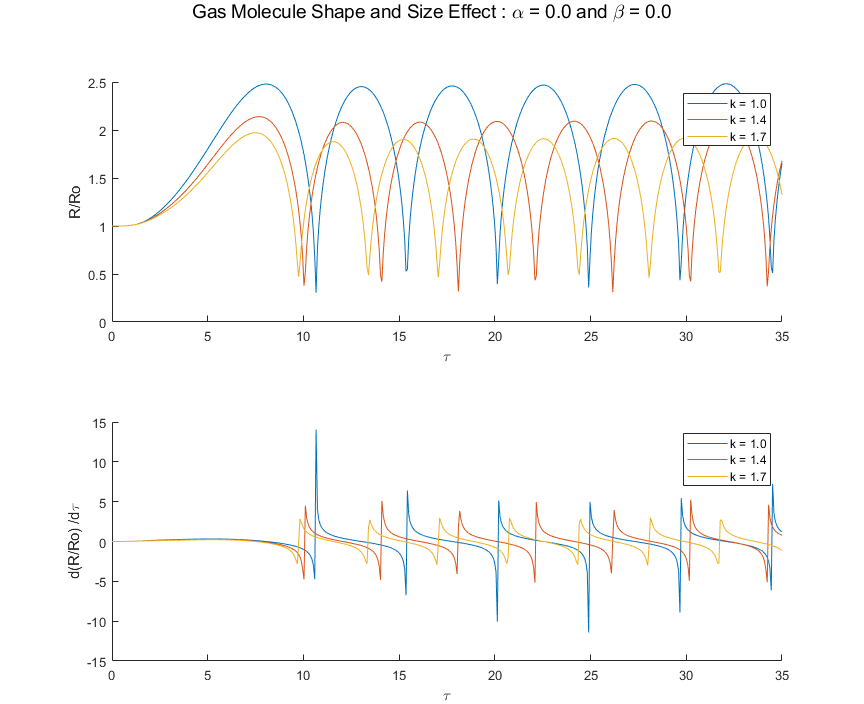 Gas Molecule Shape and Size Effect : α = 0.0 and β = 0.0
2.5
2
1.5
1
0.5
0
R/Ro
k = 1.0
k = 1.4
k = 1.7
0 5 10 15 20 25 30 35
τ
15
10
5
0
-5
-10
-15
d(R/Ro) /dτ
k = 1.0
k = 1.4
k = 1.7
0 5 10 15 20 25 30 35
τ